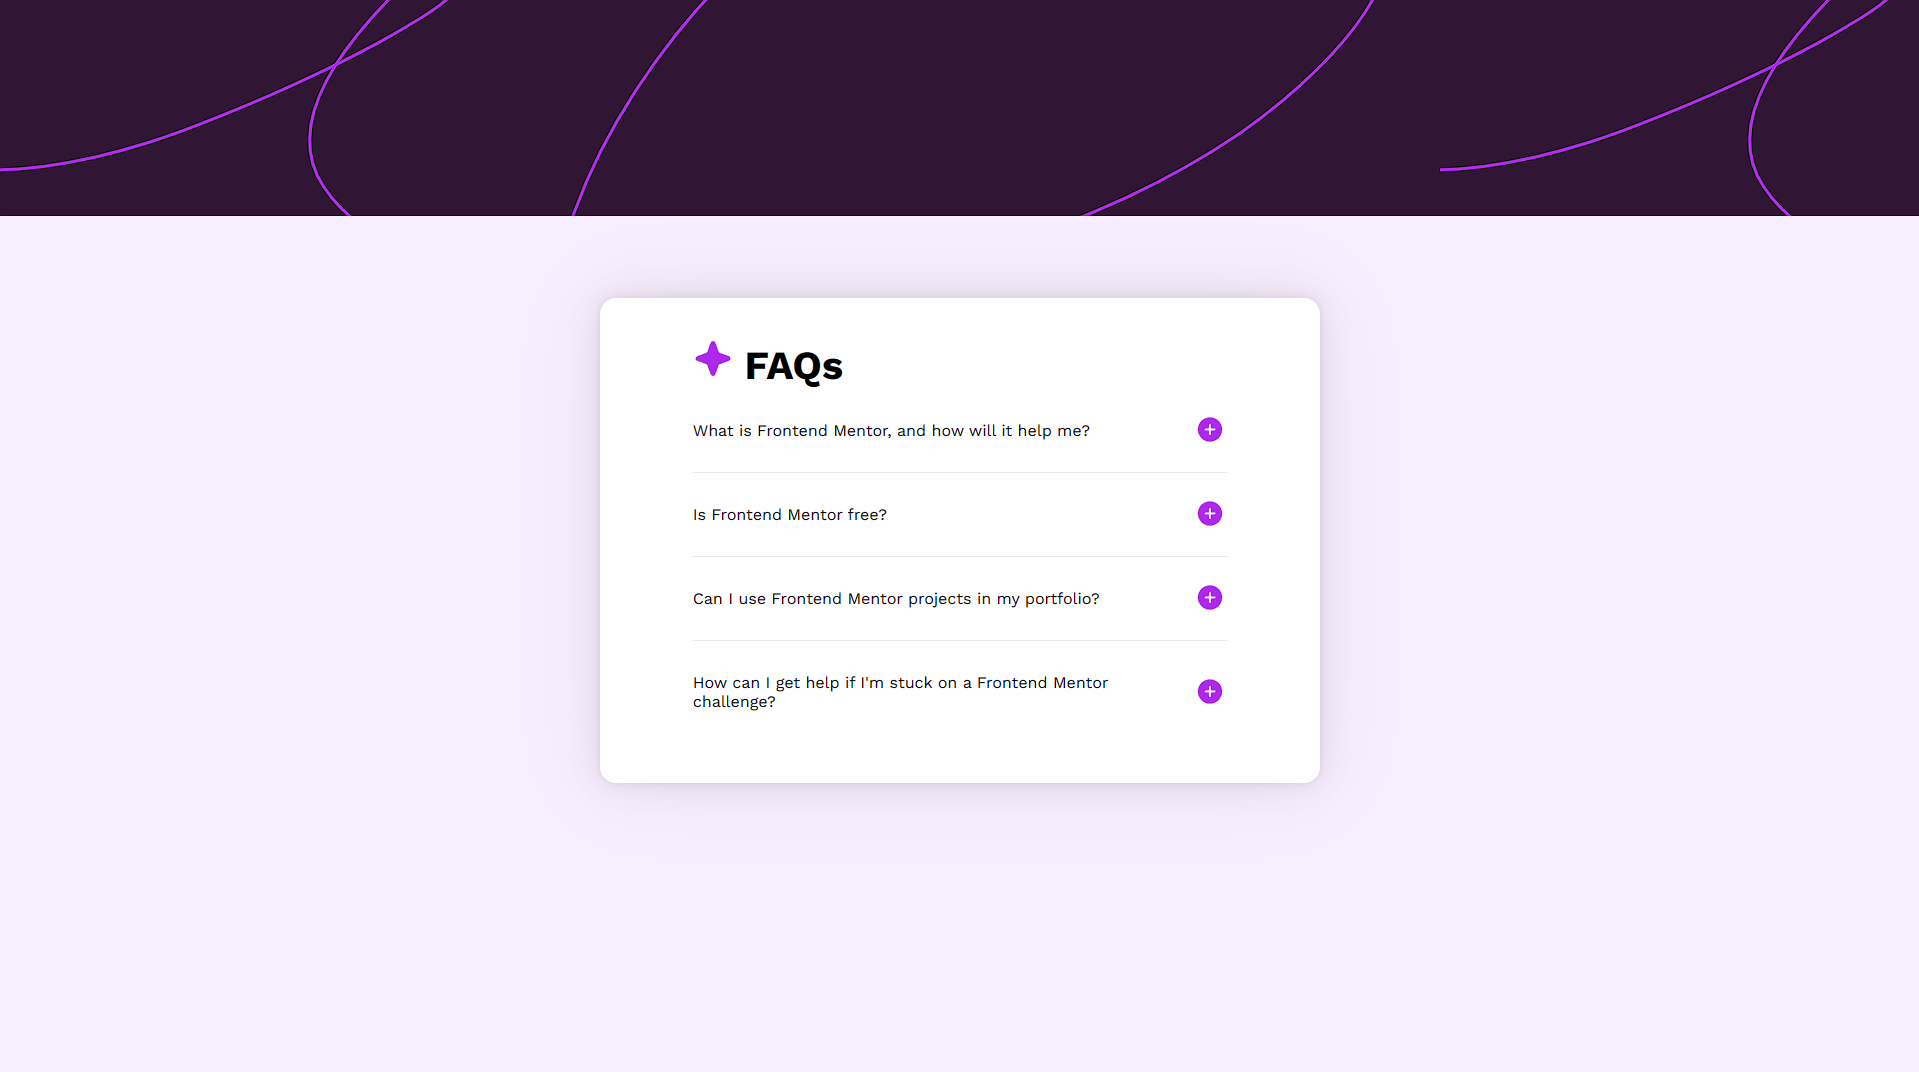 FAQs
What is Frontend Mentor, and how will it help me?
Is Frontend Mentor free?
Can I use Frontend Mentor projects in my portfolio?
How can I get help if I'm stuck on a Frontend Mentor
challenge?